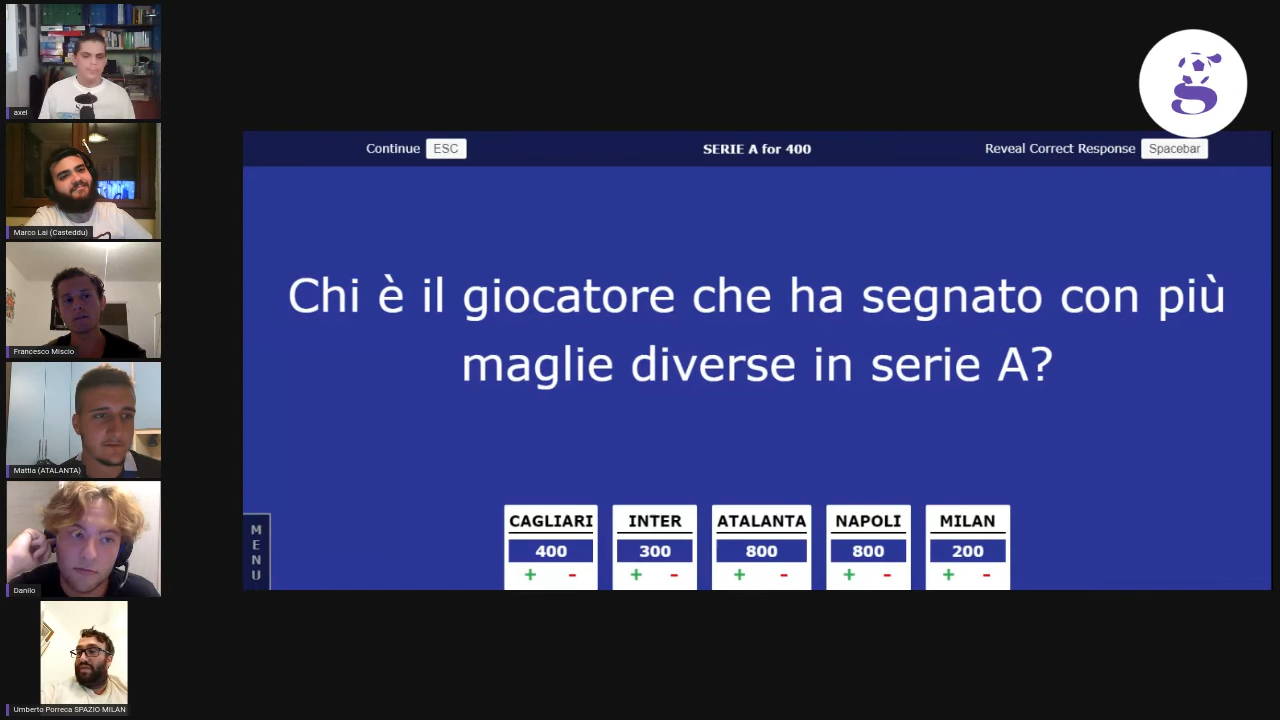 axel
Marco Lai (Casteddu)
Francesco Miscio
Mattia (ATALANTA)
Danilo
Umberto Porreca SPAZIO MILAN
Continue ESC
SERIE A for 400
Reveal Correct Response Spacebar
Chi è il giocatore che ha segnato con più
maglie diverse in serie A?
MENU
CAGLIARI INTER ATALANTA NAPOLI MILAN
400 300 800 800 200
+ - + - + - + - + -